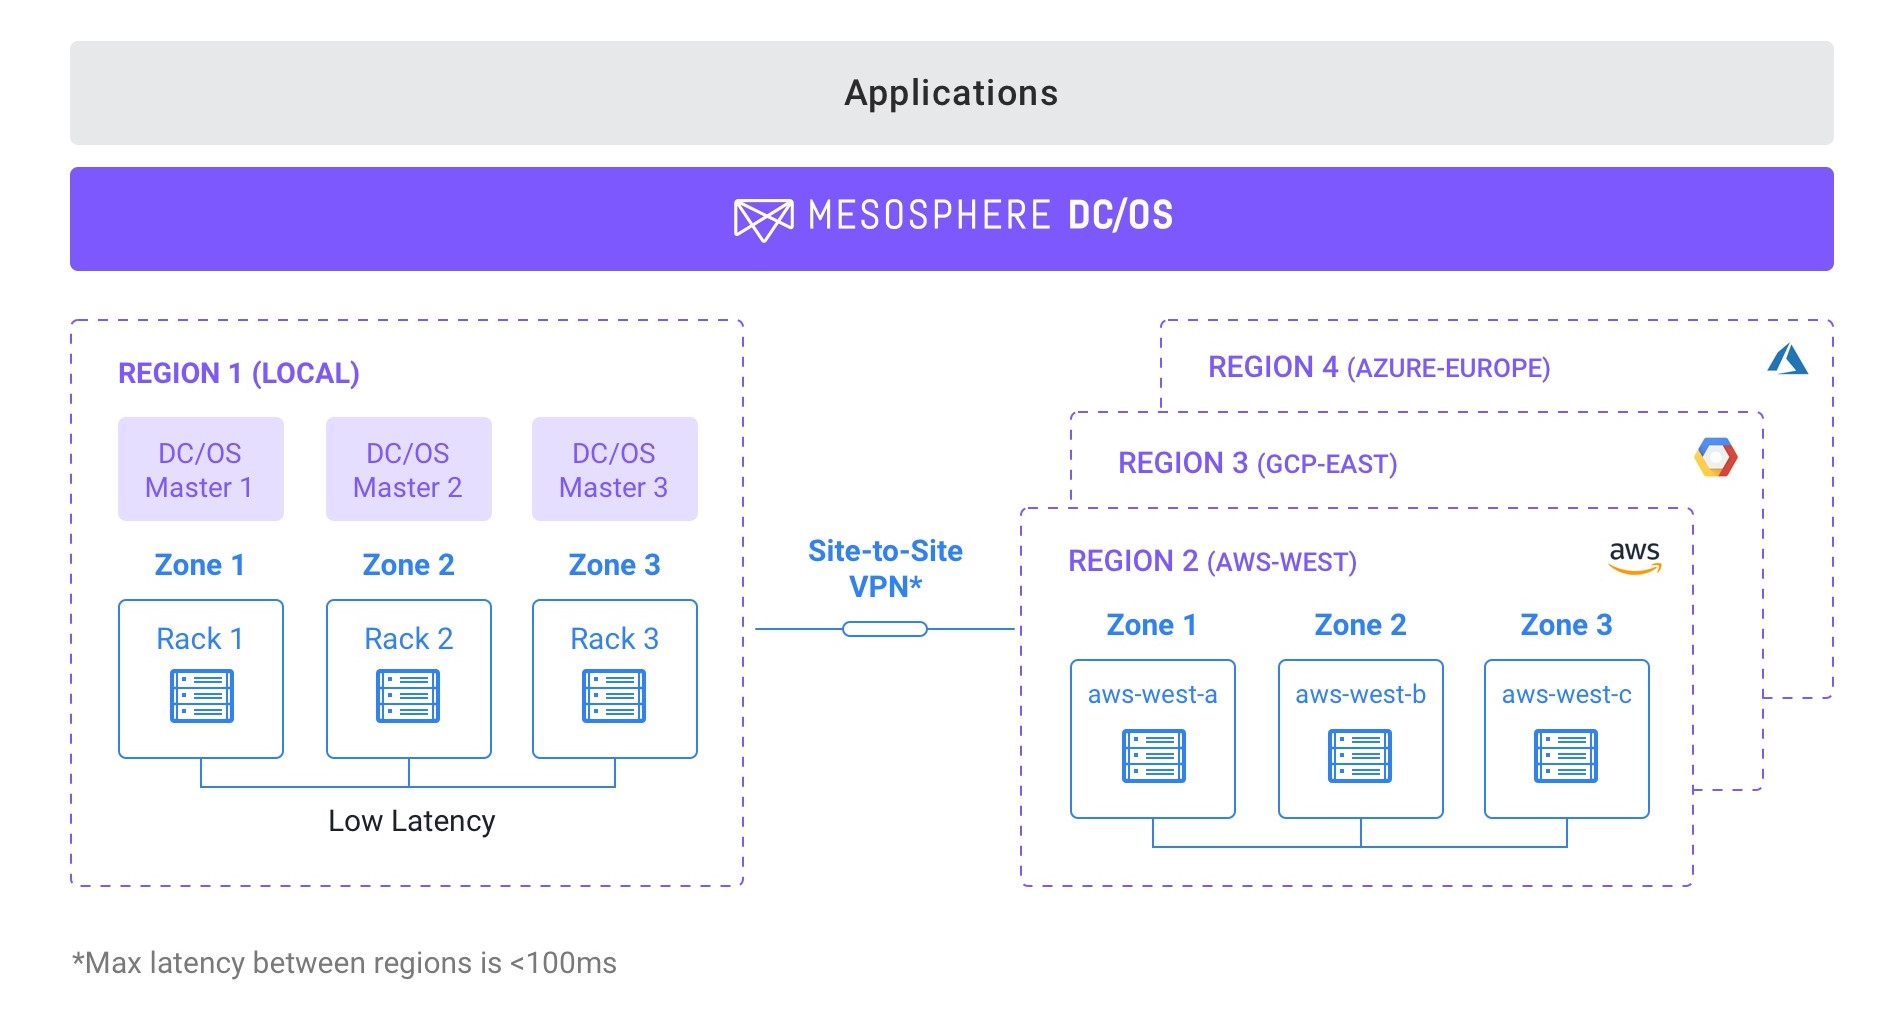 Applications
MESOSPHERE DC/OS
REGION 1 (LOCAL)
DC/OS
Master 1
DC/OS
Master 2
DC/OS
Master 3
Zone 1
Zone 2
Zone 3
Rack 1
Rack 2
Rack 3
Low Latency
Site-to-Site
VPN*
REGION 4 (AZURE-EUROPE)
REGION 3 (GCP-EAST)
REGION 2 (AWS-WEST)
aws
Zone 1
Zone 2
Zone 3
aws-west-a
aws-west-b
aws-west-c
*Max latency between regions is <100ms